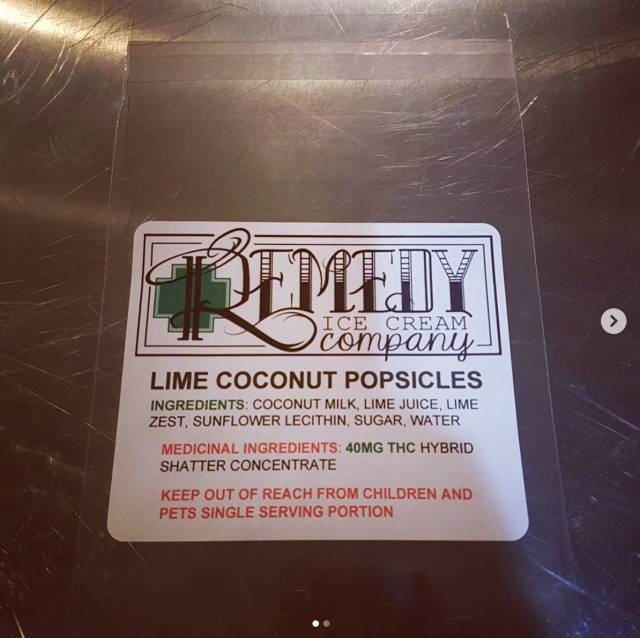 REMEDY
ICE CREAM
company
LIME COCONUT POPSICLES
INGREDIENTS: COCONUT MILK, LIME JUICE, LIME
ZEST, SUNFLOWER LECITHIN, SUGAR, WATER
MEDICINAL INGREDIENTS: 40MG THC HYBRID
SHATTER CONCENTRATE
KEEP OUT OF REACH FROM CHILDREN AND
PETS SINGLE SERVING PORTION